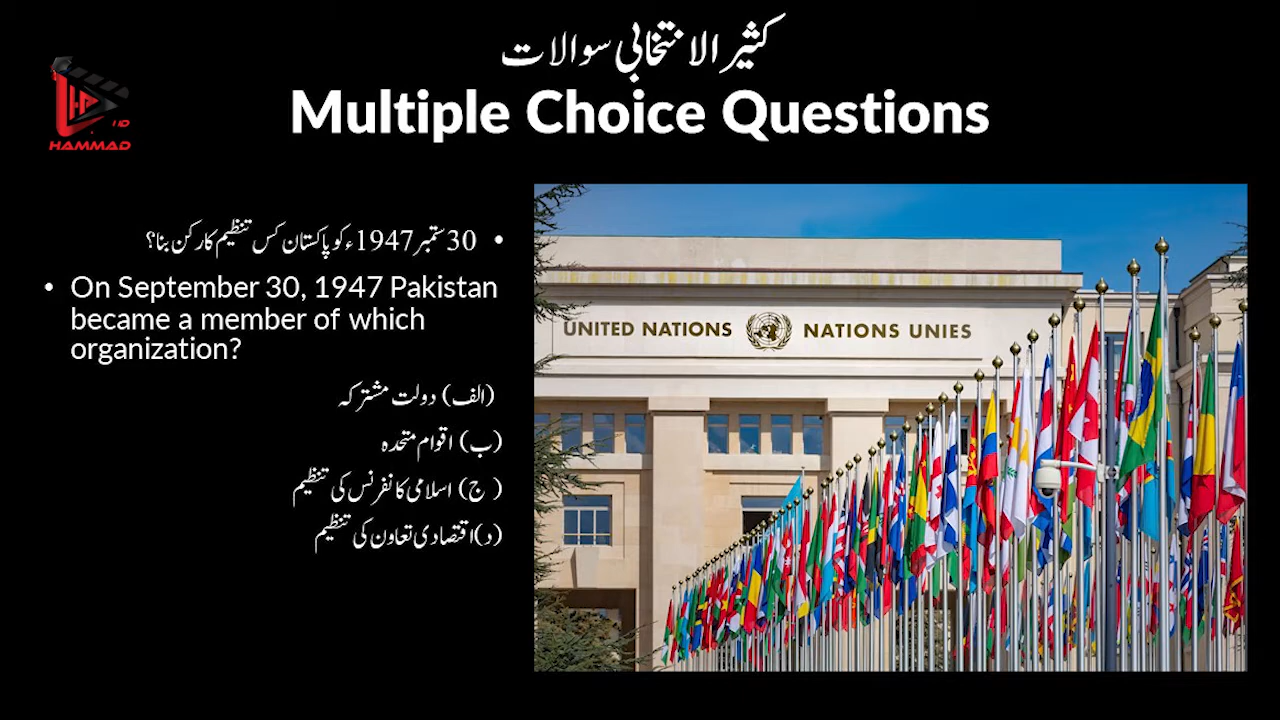 کثیر الانتخابی سوالات
Multiple Choice Questions
HD
HAMMAD
• 30 ستمبر 1947ء کو پاکستان کس تنظیم کا رکن بنا؟
• On September 30, 1947 Pakistan
became a member of which
organization?
(الف) دولت مشترکہ
(ب) اقوام متحدہ
( ج) اسلامی کانفرنس کی تنظیم
(د) اقتصادی تعاون کی تنظیم
UNITED NATIONS NATIONS UNIES